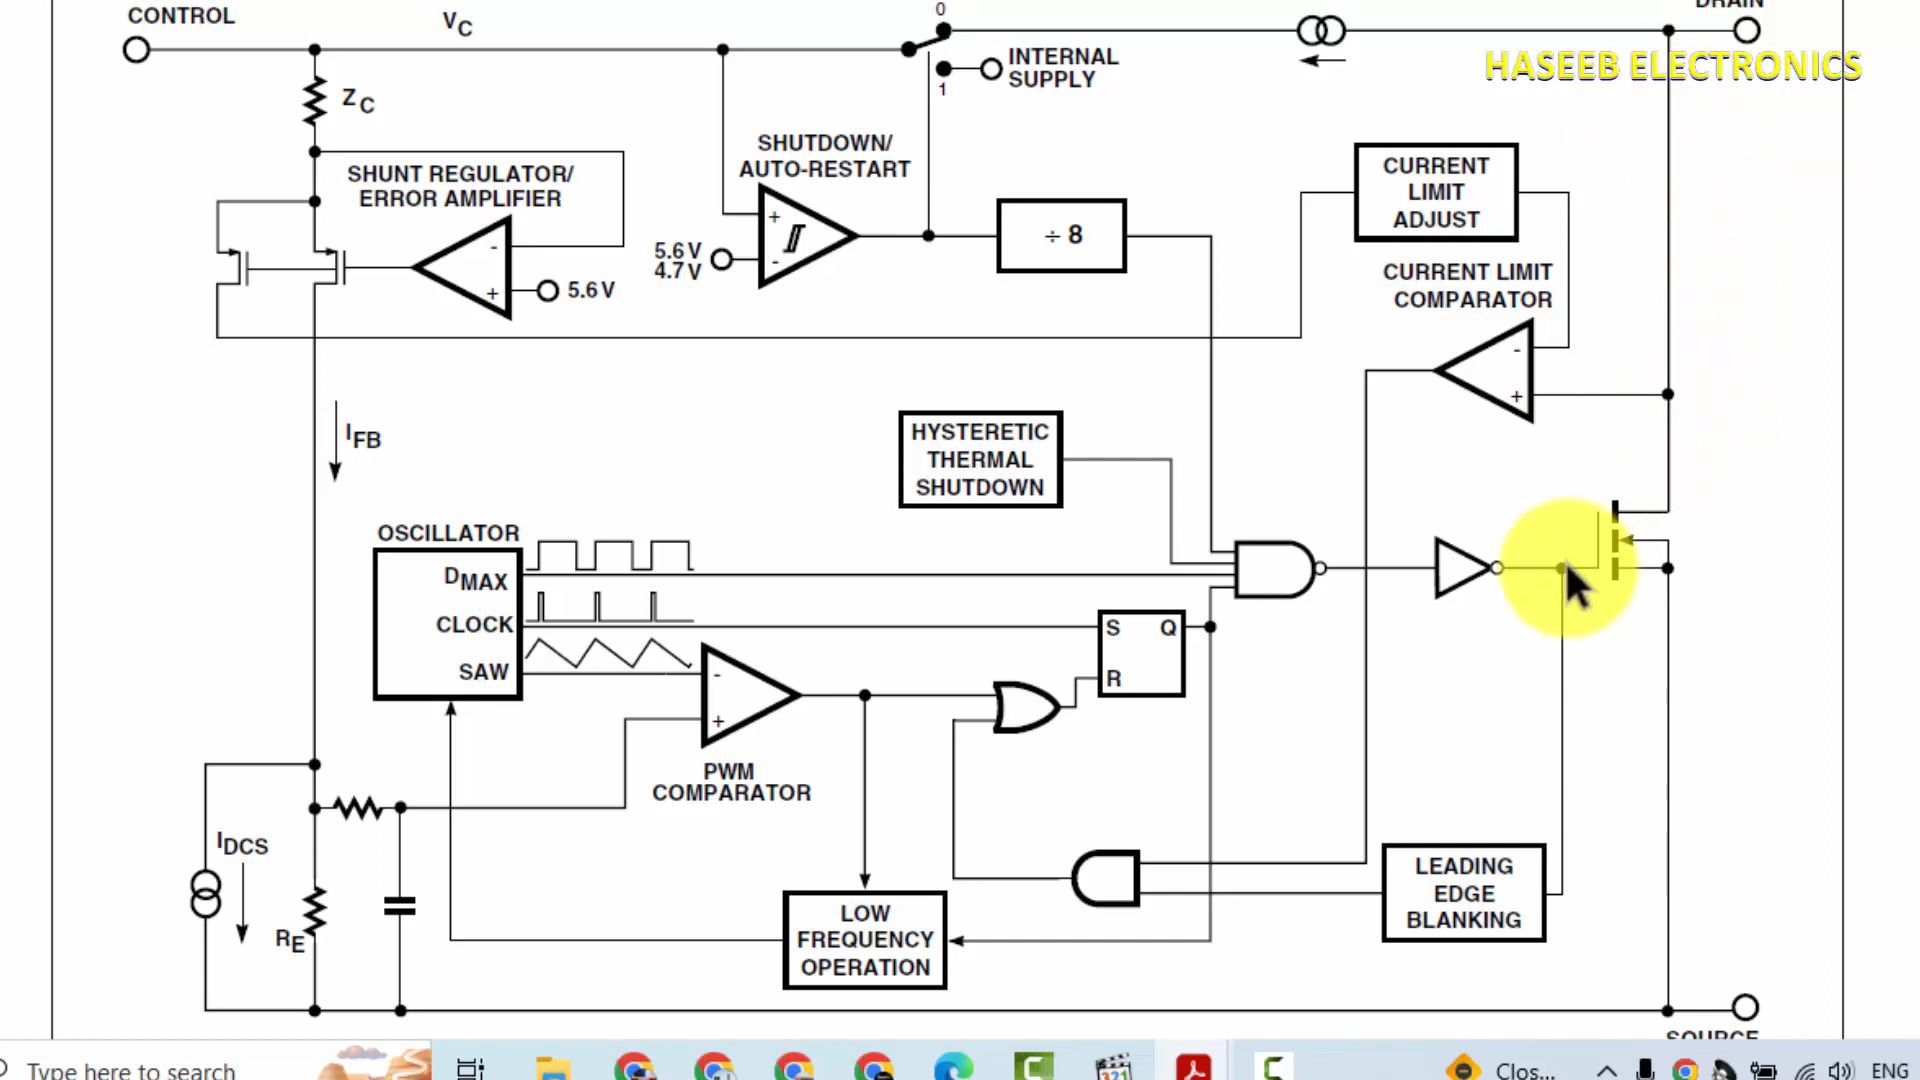 CONTROL
VC
0
DRAIN
INTERNAL
SUPPLY
1
HASEEB ELECTRONICS
ZC
SHUNT REGULATOR/
ERROR AMPLIFIER
-
+
5.6 V
SHUTDOWN/
AUTO-RESTART
+
-
5.6 V
4.7 V
÷ 8
CURRENT
LIMIT
ADJUST
CURRENT LIMIT
COMPARATOR
-
+
IFB
HYSTERETIC
THERMAL
SHUTDOWN
OSCILLATOR
DMAX
CLOCK
SAW
-
+
PWM
COMPARATOR
S Q
R
IDCS
RE
LOW
FREQUENCY
OPERATION
LEADING
EDGE
BLANKING
SOURCE
Type here to search
321
Clos...
ENG